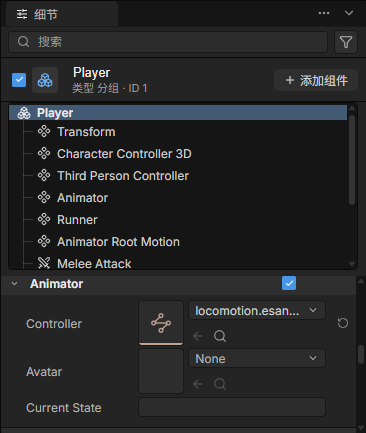 细节
搜索
Player
类型 分组 · ID 1
+ 添加组件
Player
Transform
Character Controller 3D
Third Person Controller
Animator
Runner
Animator Root Motion
Melee Attack
Animator
Controller
locomotion.esan...
Avatar
None
Current State